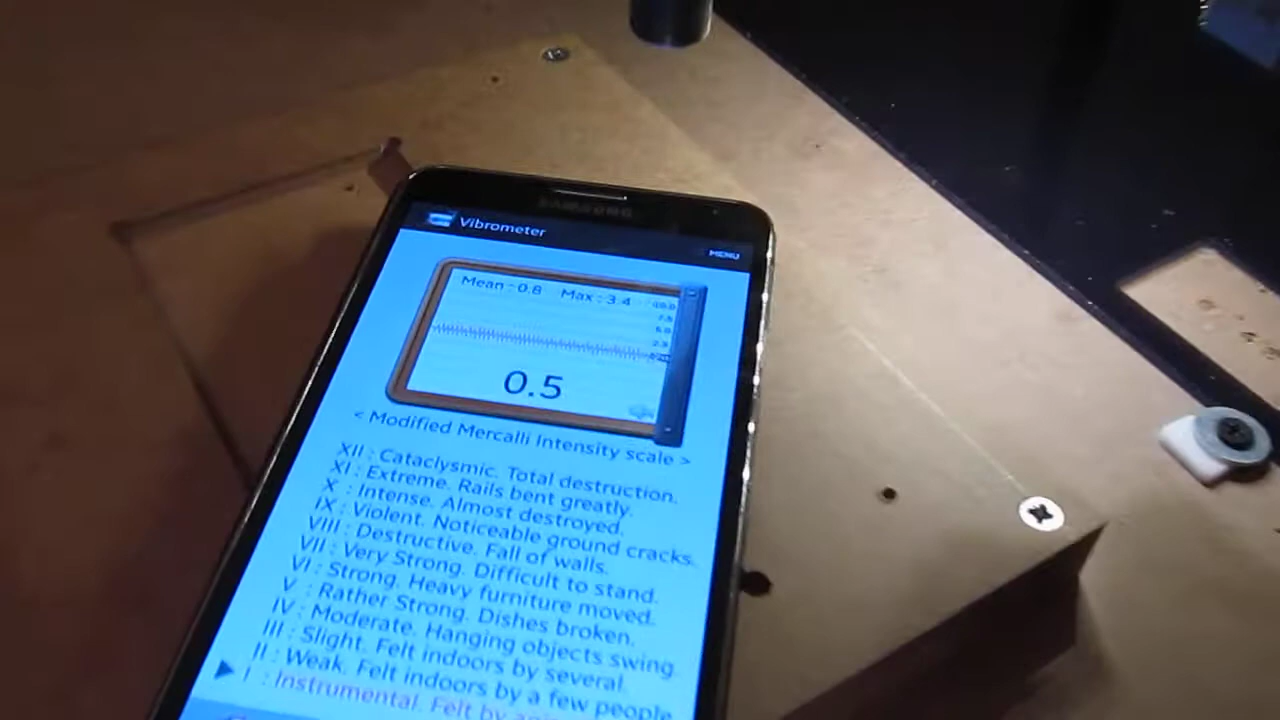 SAMSUNG
Vibrometer
MENU
Mean : 0.8 Max : 3.4
10.0
7.5
5.0
2.5
0.5
< Modified Mercalli Intensity scale >
XII : Cataclysmic. Total destruction.
XI : Extreme. Rails bent greatly.
X : Intense. Almost destroyed.
IX : Violent. Noticeable ground cracks.
VIII : Destructive. Fall of walls.
VII : Very Strong. Difficult to stand.
VI : Strong. Heavy furniture moved.
V : Rather Strong. Dishes broken.
IV : Moderate. Hanging objects swing.
III : Slight. Felt indoors by several.
II : Weak. Felt indoors by a few people.
I : Instrumental. Felt by